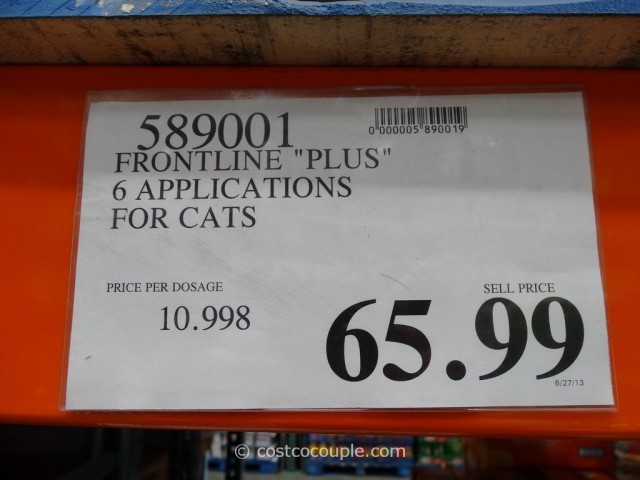 589001
0 000005 890019
FRONTLINE "PLUS"
6 APPLICATIONS
FOR CATS
PRICE PER DOSAGE
10.998
SELL PRICE
65.99
6/27/13
© costcocouple.com